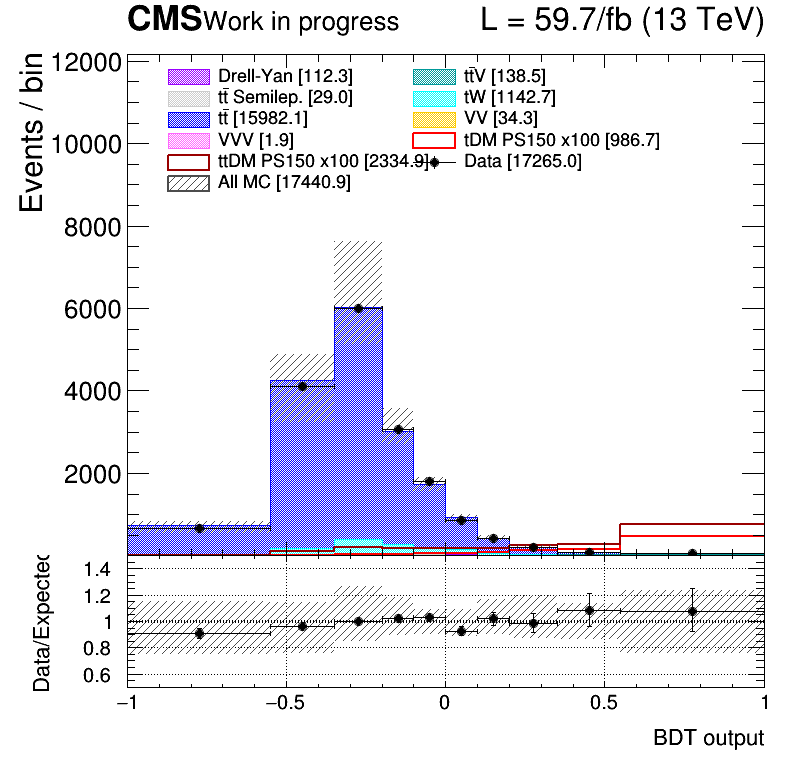 CMS Work in progress L = 59.7/fb (13 TeV)
Events / bin
12000
10000
8000
6000
4000
2000
Drell-Yan [112.3] tt̄V [138.5]
tt̄ Semilep. [29.0] tW [1142.7]
tt̄ [15982.1] VV [34.3]
VVV [1.9] tDM PS150 x100 [986.7]
ttDM PS150 x100 [2334.9] Data [17265.0]
All MC [17440.9]
Data/Expected
1.4
1.2
1
0.8
0.6
−1 −0.5 0 0.5 1
BDT output